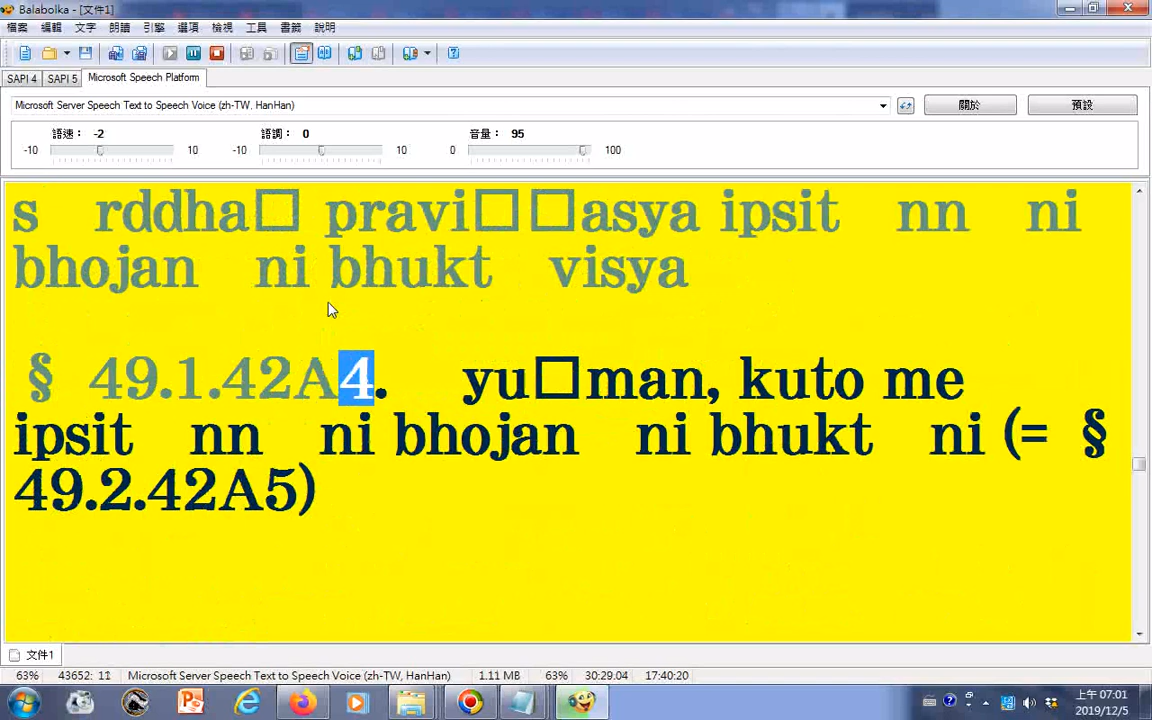 Balabolka - [文件1]
檔案 編輯 文字 朗讀 引擎 選項 檢視 工具 書籤 說明
SAPI 4 SAPI 5 Microsoft Speech Platform
Microsoft Server Speech Text to Speech Voice (zh-TW, HanHan) 關於 預設
語速： -2 語調： 0 音量： 95
-10 10 -10 10 0 100
s rddha□ pravi□□asya ipsit nn ni
bhojan ni bhukt visya
§ 49.1.42A4. yu□man, kuto me
ipsit nn ni bhojan ni bhukt ni (= §
49.2.42A5)
文件1
63% 43652: 11 Microsoft Server Speech Text to Speech Voice (zh-TW, HanHan) 1.11 MB 63% 30:29.04 17:40:20
上午 07:01
2019/12/5